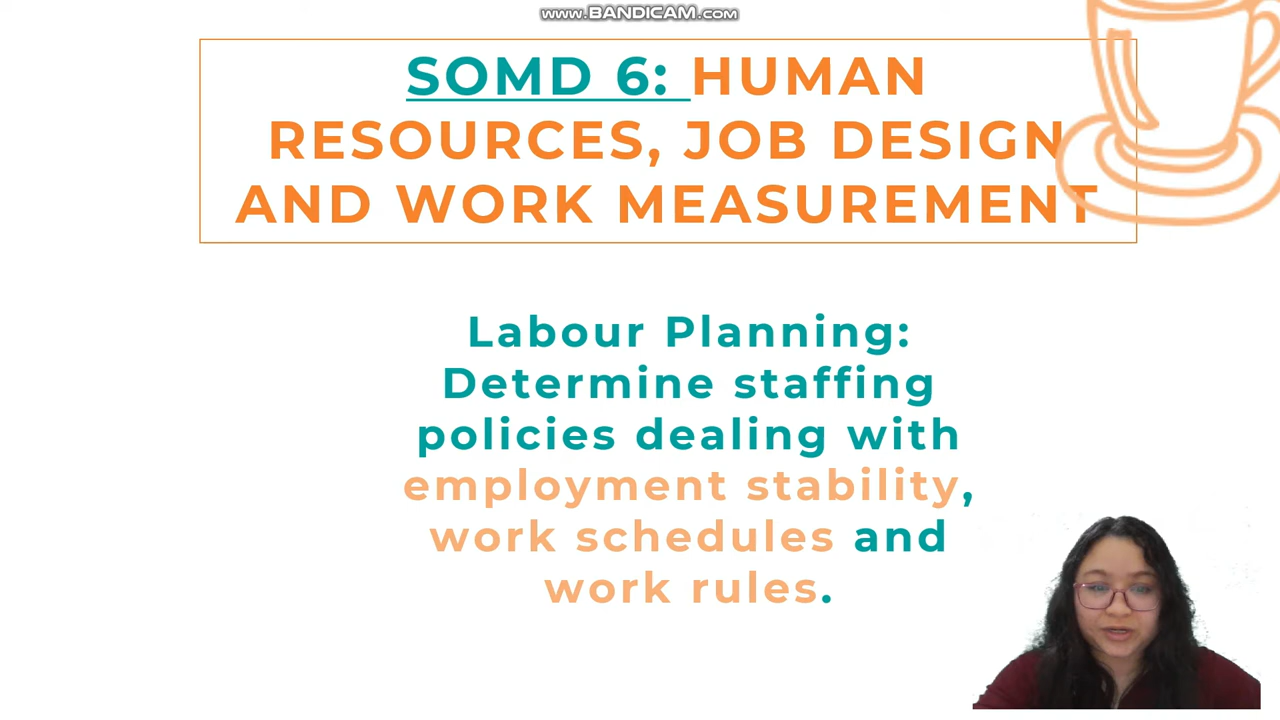 www.BANDICAM.com
SOMD 6: HUMAN
RESOURCES, JOB DESIGN
AND WORK MEASUREMENT
Labour Planning:
Determine staffing
policies dealing with
employment stability,
work schedules and
work rules.